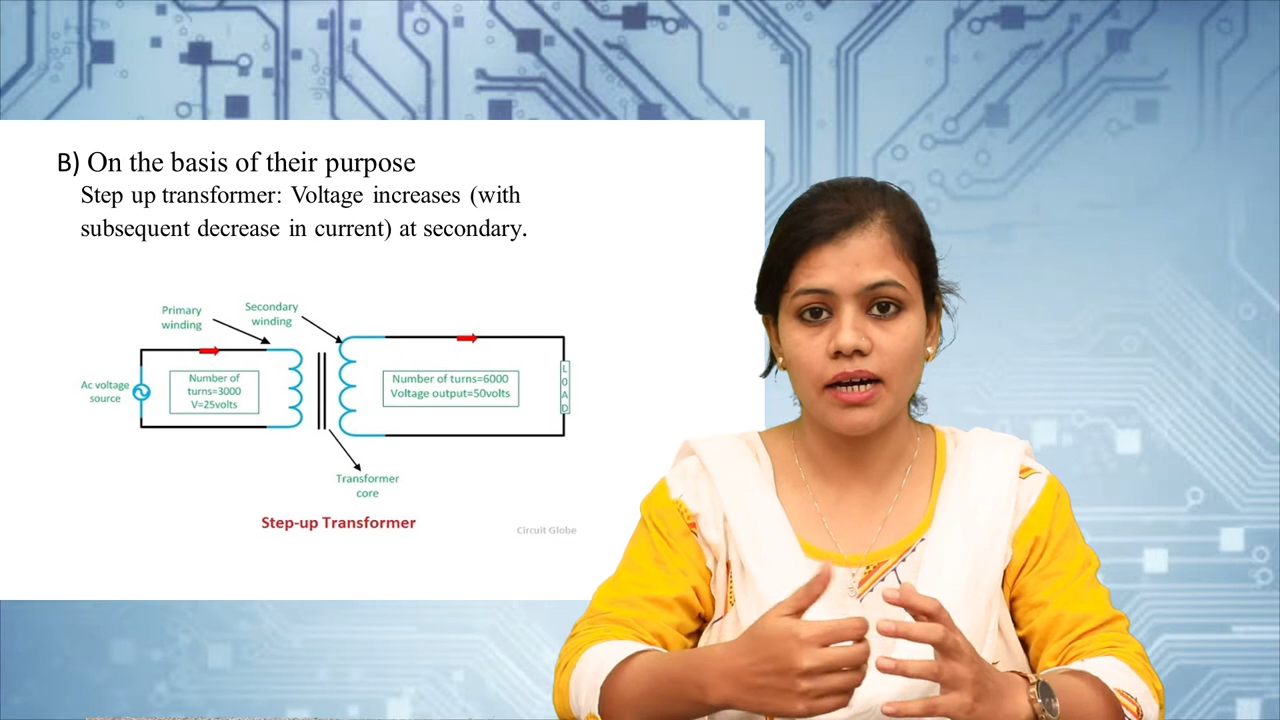 B) On the basis of their purpose
Step up transformer: Voltage increases (with
subsequent decrease in current) at secondary.
Primary
winding
Secondary
winding
Ac voltage
source
Number of
turns=3000
V=25volts
Number of turns=6000
Voltage output=50volts
LOAD
Transformer
core
Step-up Transformer
Circuit Globe